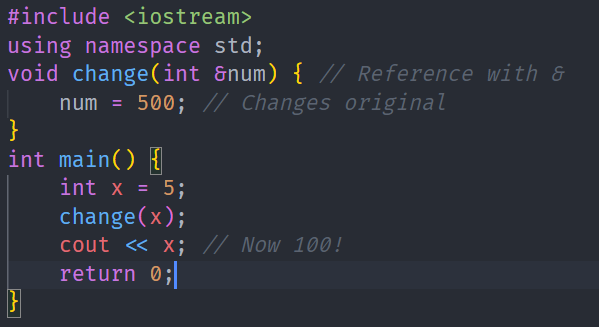 #include <iostream>
using namespace std;
void change(int &num) { // Reference with &
    num = 500; // Changes original
}
int main() {
    int x = 5;
    change(x);
    cout << x; // Now 100!
    return 0;
}